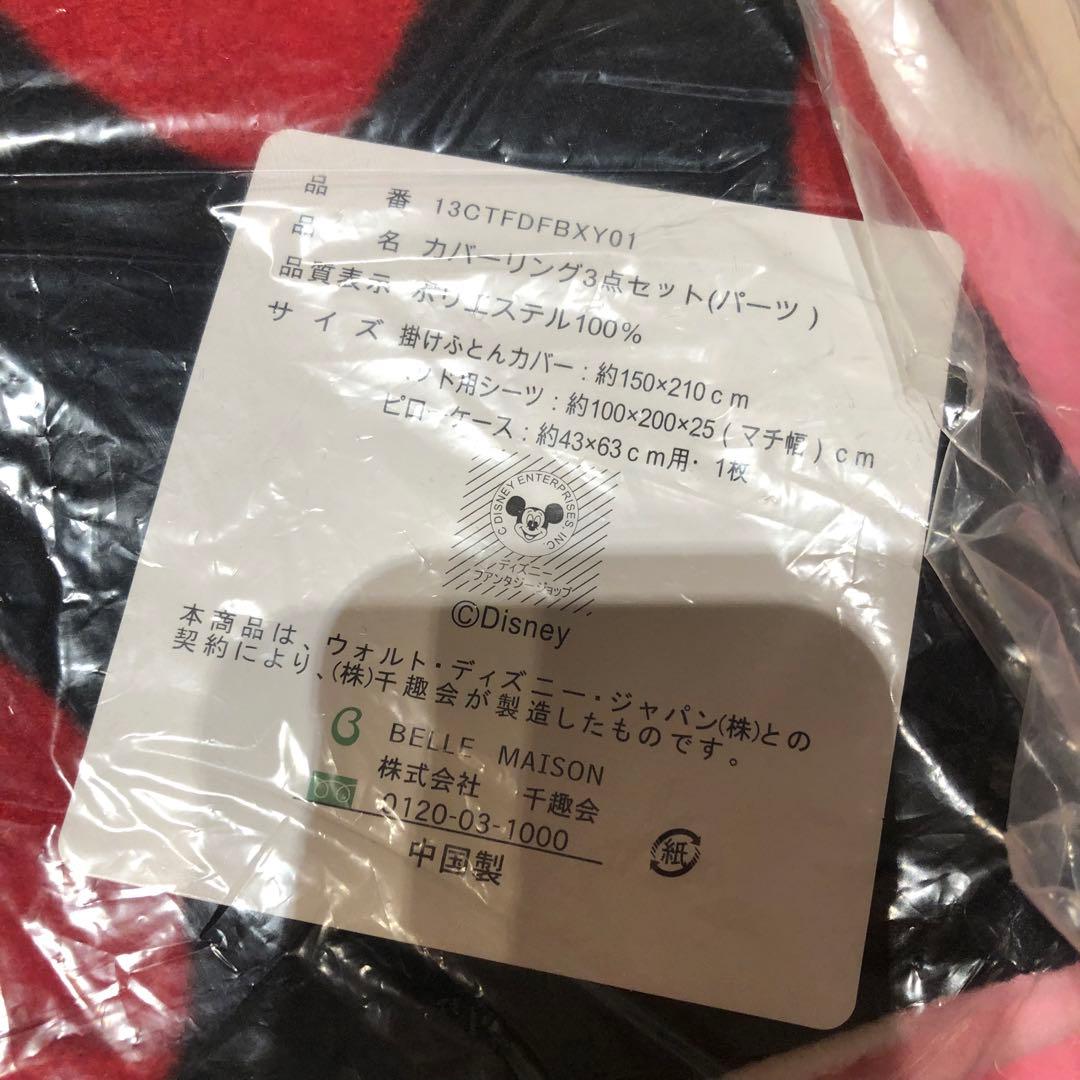 品 番 13CTFDFBXY01
品 名 カバーリング3点セット(パーツ)
品質表示 ポリエステル100%
サイズ 掛けふとんカバー:約150×210cm
ッド用シーツ:約100×200×25(マチ幅)cm
ピローケース:約43×63cm用・1枚
C DISNEY ENTERPRISES, INC.
ディズニー
ファンタジーショップ
©Disney
本商品は、ウォルト・ディズニー・ジャパン(株)との
契約により、(株)千趣会が製造したものです。
BELLE MAISON
株式会社 千趣会
0120-03-1000
中国製
紙